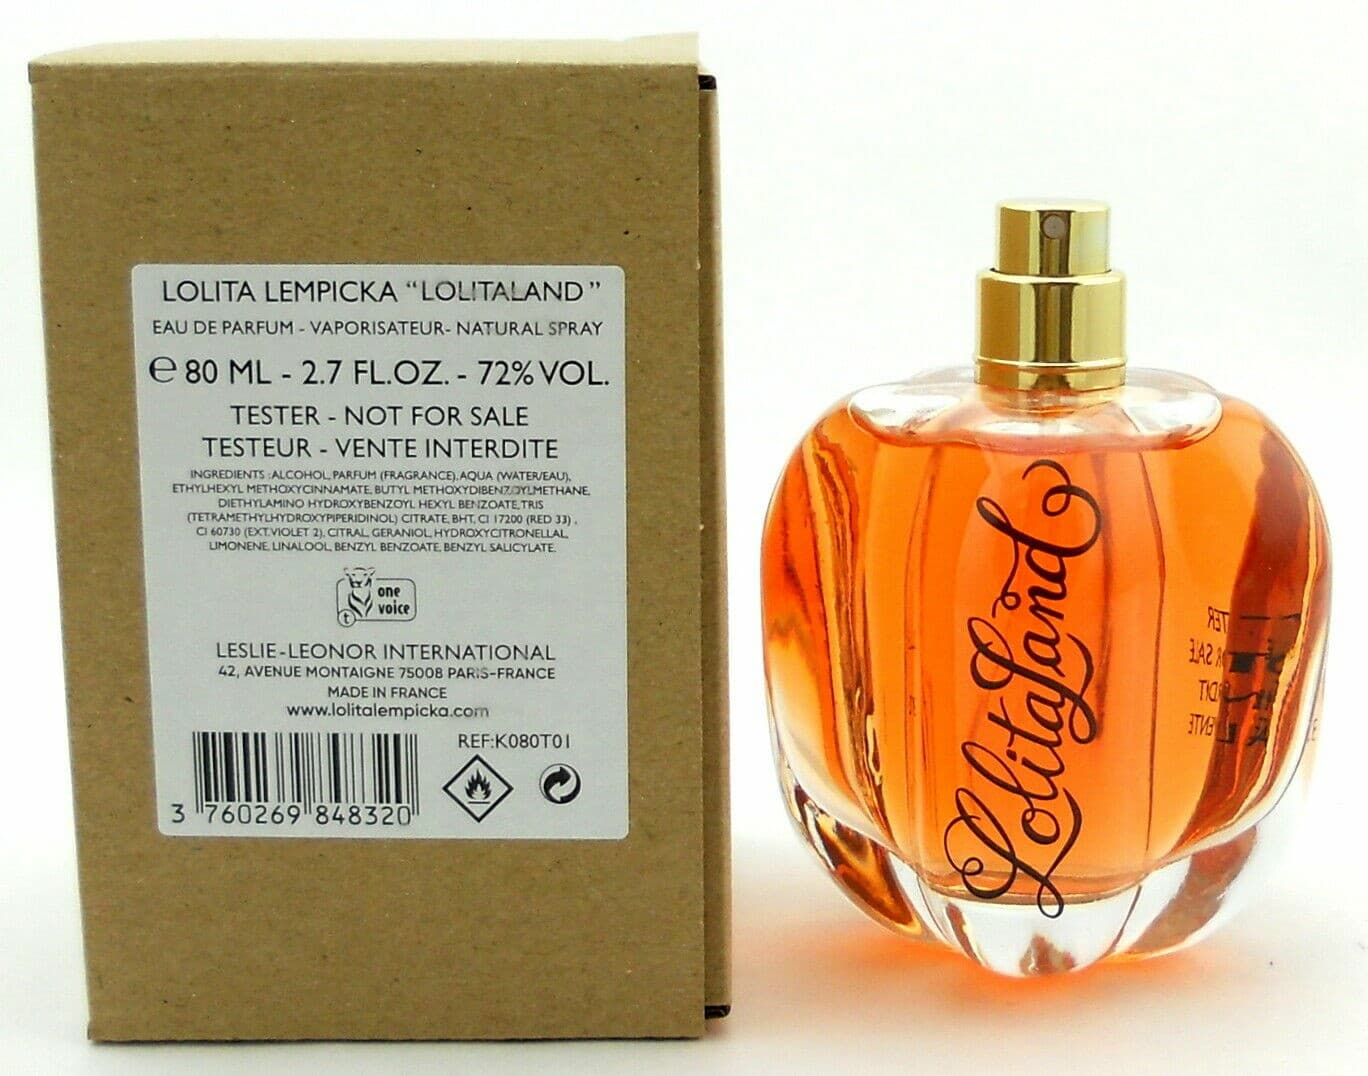 LOLITA LEMPICKA “LOLITALAND”
EAU DE PARFUM - VAPORISATEUR- NATURAL SPRAY
℮ 80 ML - 2.7 FL.OZ. - 72% VOL.
TESTER - NOT FOR SALE
TESTEUR - VENTE INTERDITE
INGREDIENTS :ALCOHOL, PARFUM (FRAGRANCE), AQUA (WATER/EAU),
ETHYLHEXYL METHOXYCINNAMATE, BUTYL METHOXYDIBENZOYLMETHANE,
DIETHYLAMINO HYDROXYBENZOYL HEXYL BENZOATE, TRIS
(TETRAMETHYLHYDROXYPIPERIDINOL) CITRATE, BHT, CI 17200 (RED 33) ,
CI 60730 (EXT.VIOLET 2), CITRAL, GERANIOL, HYDROXYCITRONELLAL,
LIMONENE, LINALOOL, BENZYL BENZOATE, BENZYL SALICYLATE.
one
voice
t
LESLIE-LEONOR INTERNATIONAL
42, AVENUE MONTAIGNE 75008 PARIS-FRANCE
MADE IN FRANCE
www.lolitalempicka.com
REF:K080T01
3 760269 848320
LolitaLand
SALE